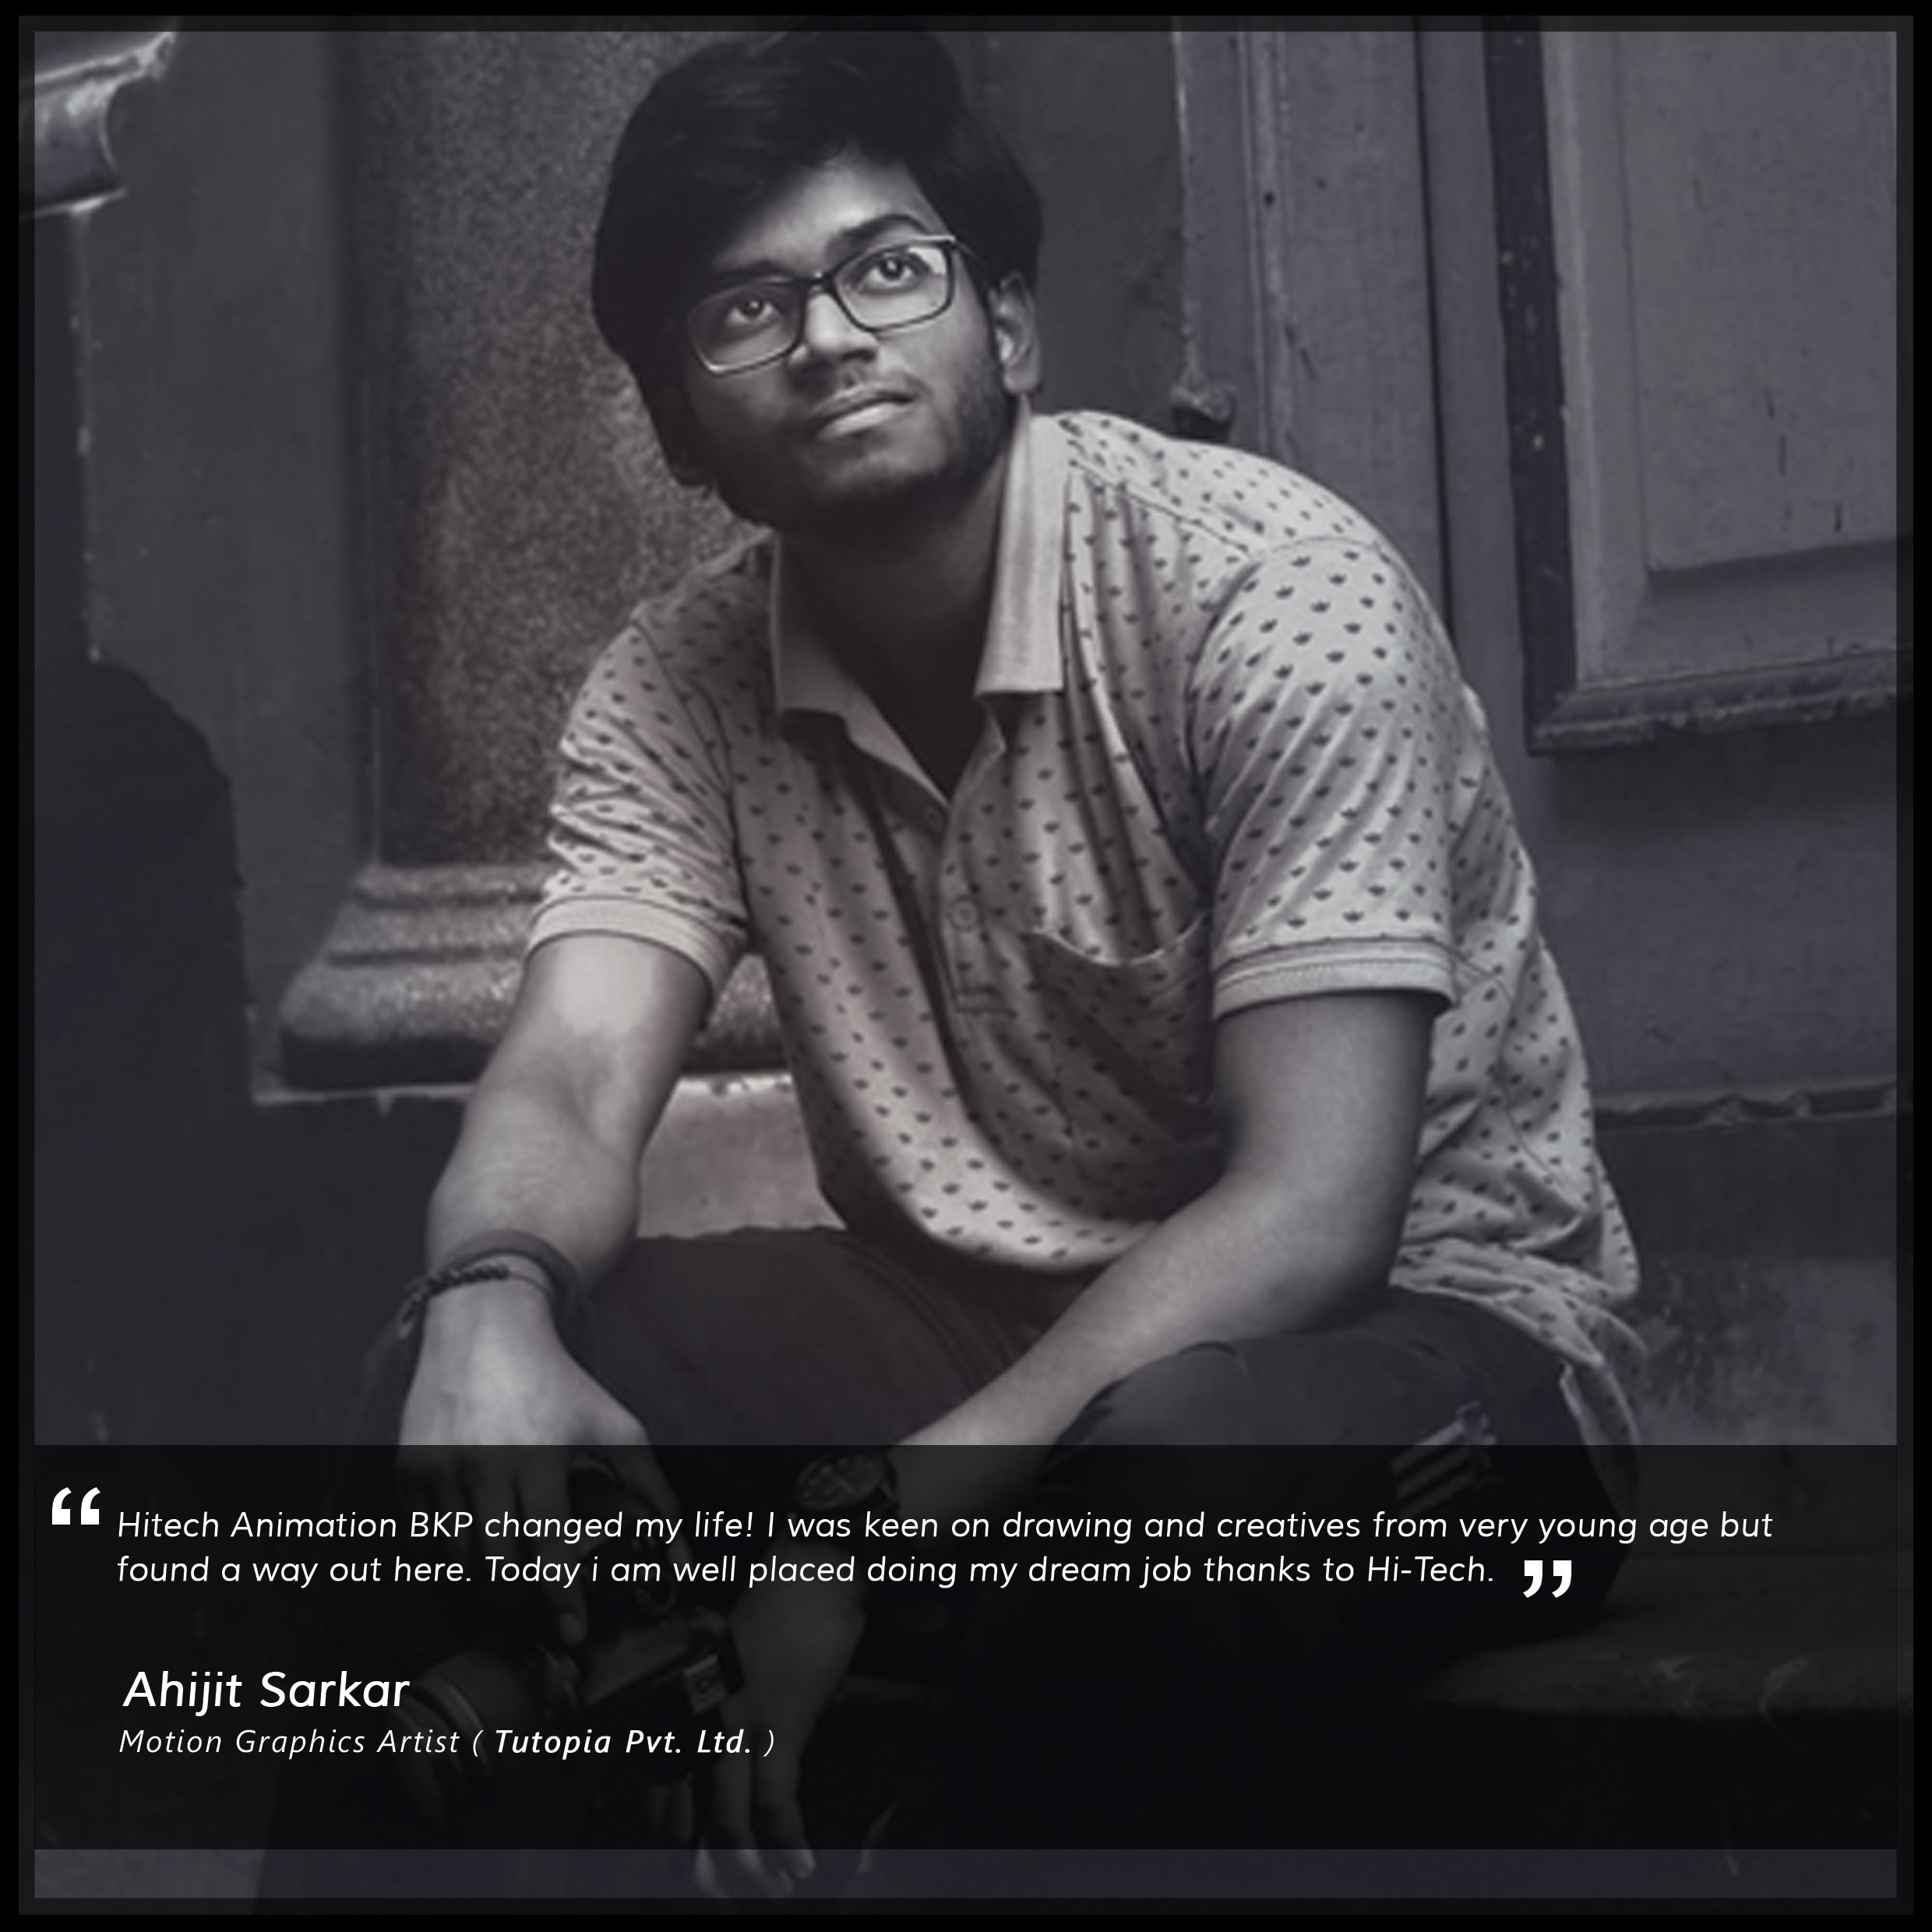 “ Hitech Animation BKP changed my life! I was keen on drawing and creatives from very young age but
found a way out here. Today i am well placed doing my dream job thanks to Hi-Tech. ”
Ahijit Sarkar
Motion Graphics Artist ( Tutopia Pvt. Ltd. )